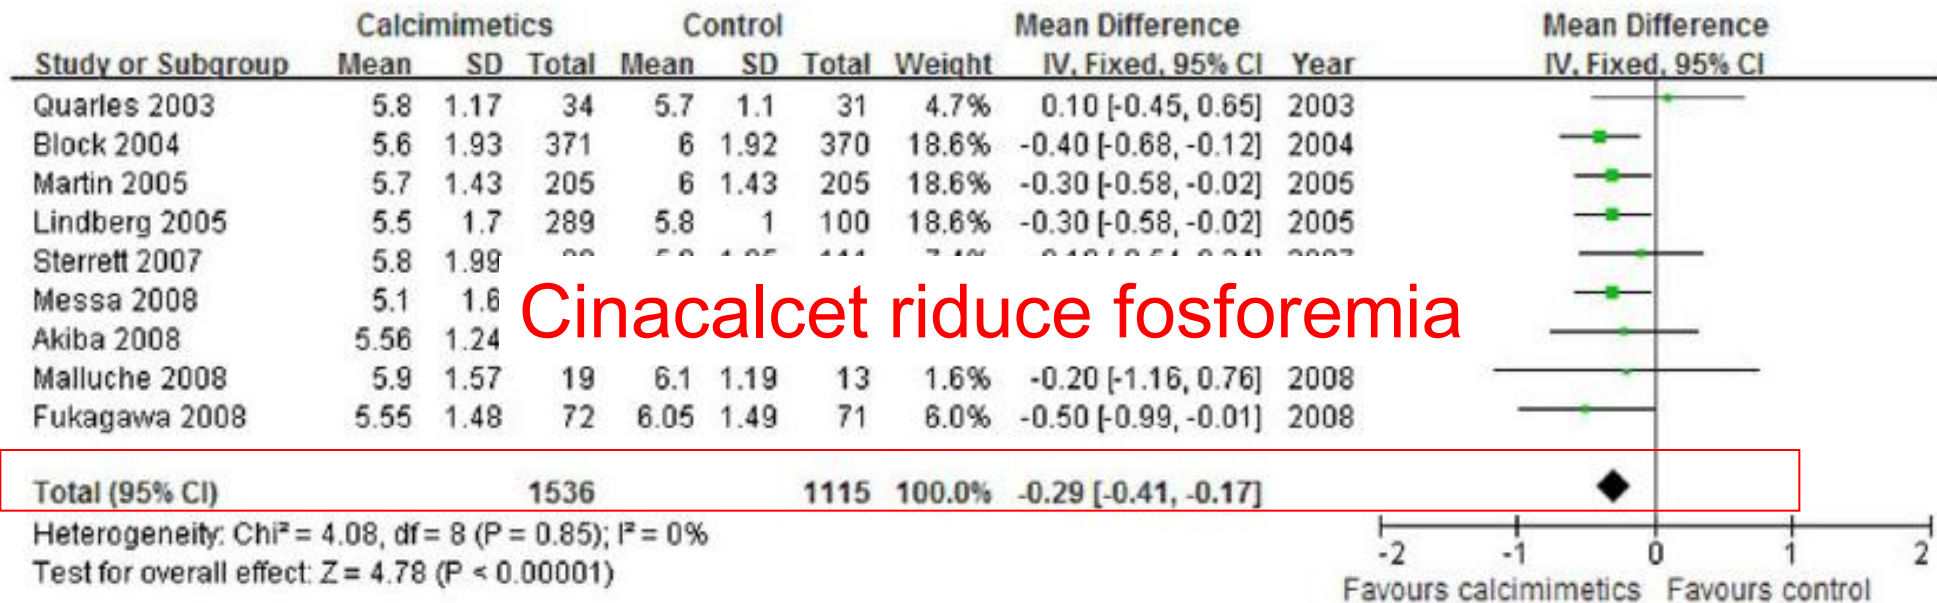 Calcimimetics Control Mean Difference Mean Difference
Study or Subgroup Mean SD Total Mean SD Total Weight IV, Fixed, 95% CI Year IV, Fixed, 95% CI
Quarles 2003 5.8 1.17 34 5.7 1.1 31 4.7% 0.10 [-0.45, 0.65] 2003
Block 2004 5.6 1.93 371 6 1.92 370 18.6% -0.40 [-0.68, -0.12] 2004
Martin 2005 5.7 1.43 205 6 1.43 205 18.6% -0.30 [-0.58, -0.02] 2005
Lindberg 2005 5.5 1.7 289 5.8 1 100 18.6% -0.30 [-0.58, -0.02] 2005
Sterrett 2007 5.8 1.99
Messa 2008 5.1 1.6
Cinacalcet riduce fosforemia
Akiba 2008 5.56 1.24
Malluche 2008 5.9 1.57 19 6.1 1.19 13 1.6% -0.20 [-1.16, 0.76] 2008
Fukagawa 2008 5.55 1.48 72 6.05 1.49 71 6.0% -0.50 [-0.99, -0.01] 2008
Total (95% CI) 1536 1115 100.0% -0.29 [-0.41, -0.17]
Heterogeneity: Chi² = 4.08, df = 8 (P = 0.85); I² = 0%
Test for overall effect: Z = 4.78 (P < 0.00001)
-2 -1 0 1 2
Favours calcimimetics Favours control